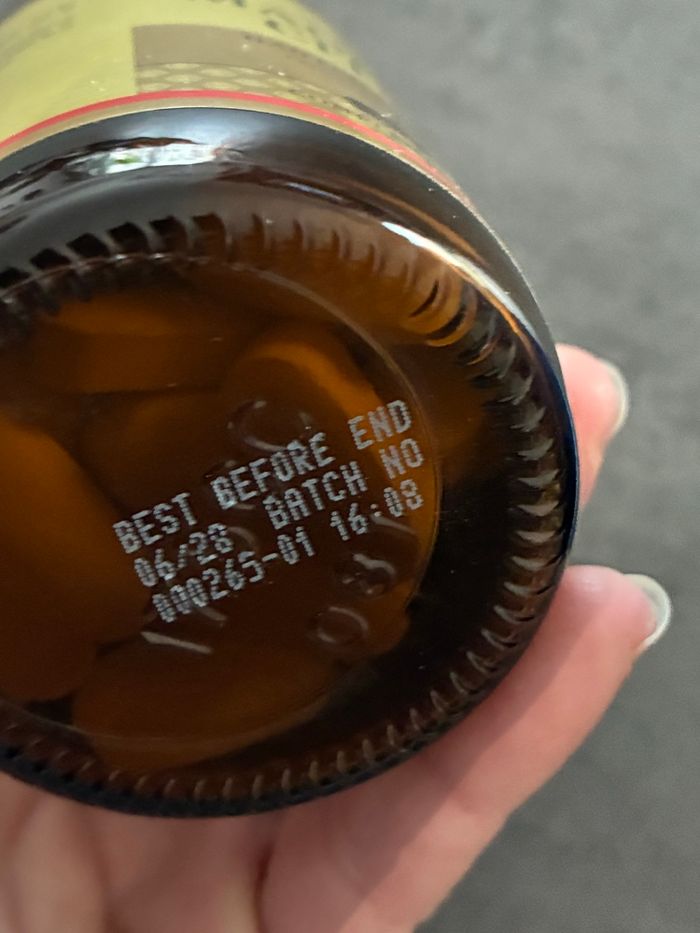 BEST BEFORE END
06/28 BATCH NO
000265-01 16:08